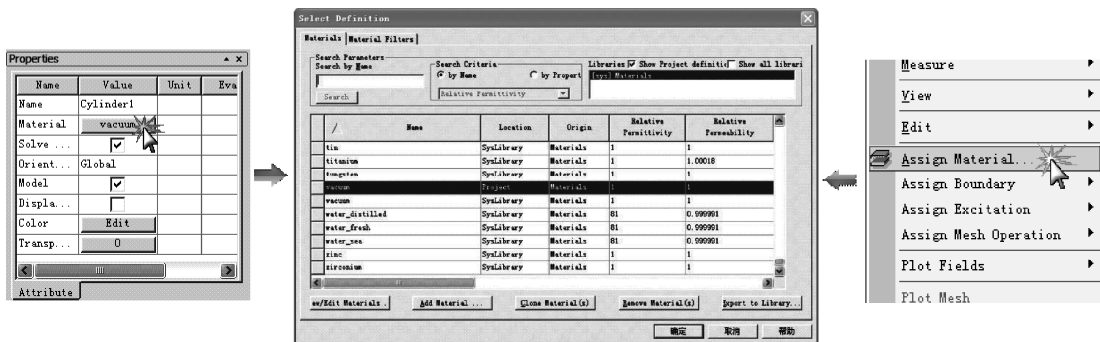 Properties
Name Value Unit Eva
Name Cylinder1
Material vacuum
Solve ...
Orient... Global
Model
Displa...
Color Edit
Transp... 0
Attribute
Select Definition
Materials Material Filters
Search Parameters
Search by Name
Search
Search Criteria
by Name by Propert
Relative Permittivity
Libraries Show Project definitic Show all librari
[sys] Materials
/ Name Location Origin Relative Permittivity Relative Permeability
tin SysLibrary Materials 1 1
titanium SysLibrary Materials 1 1.00018
tungsten SysLibrary Materials 1 1
vacuum Project Materials 1 1
vacuum SysLibrary Materials 1 1
water_distilled SysLibrary Materials 81 0.999991
water_fresh SysLibrary Materials 81 0.999991
water_sea SysLibrary Materials 81 0.999991
zinc SysLibrary Materials 1 1
zirconium SysLibrary Materials 1 1
ew/Edit Materials . Add Material ... Clone Material(s) Remove Material(s) Export to Library...
确定 取消 帮助
Measure
View
Edit
Assign Material...
Assign Boundary
Assign Excitation
Assign Mesh Operation
Plot Fields
Plot Mesh